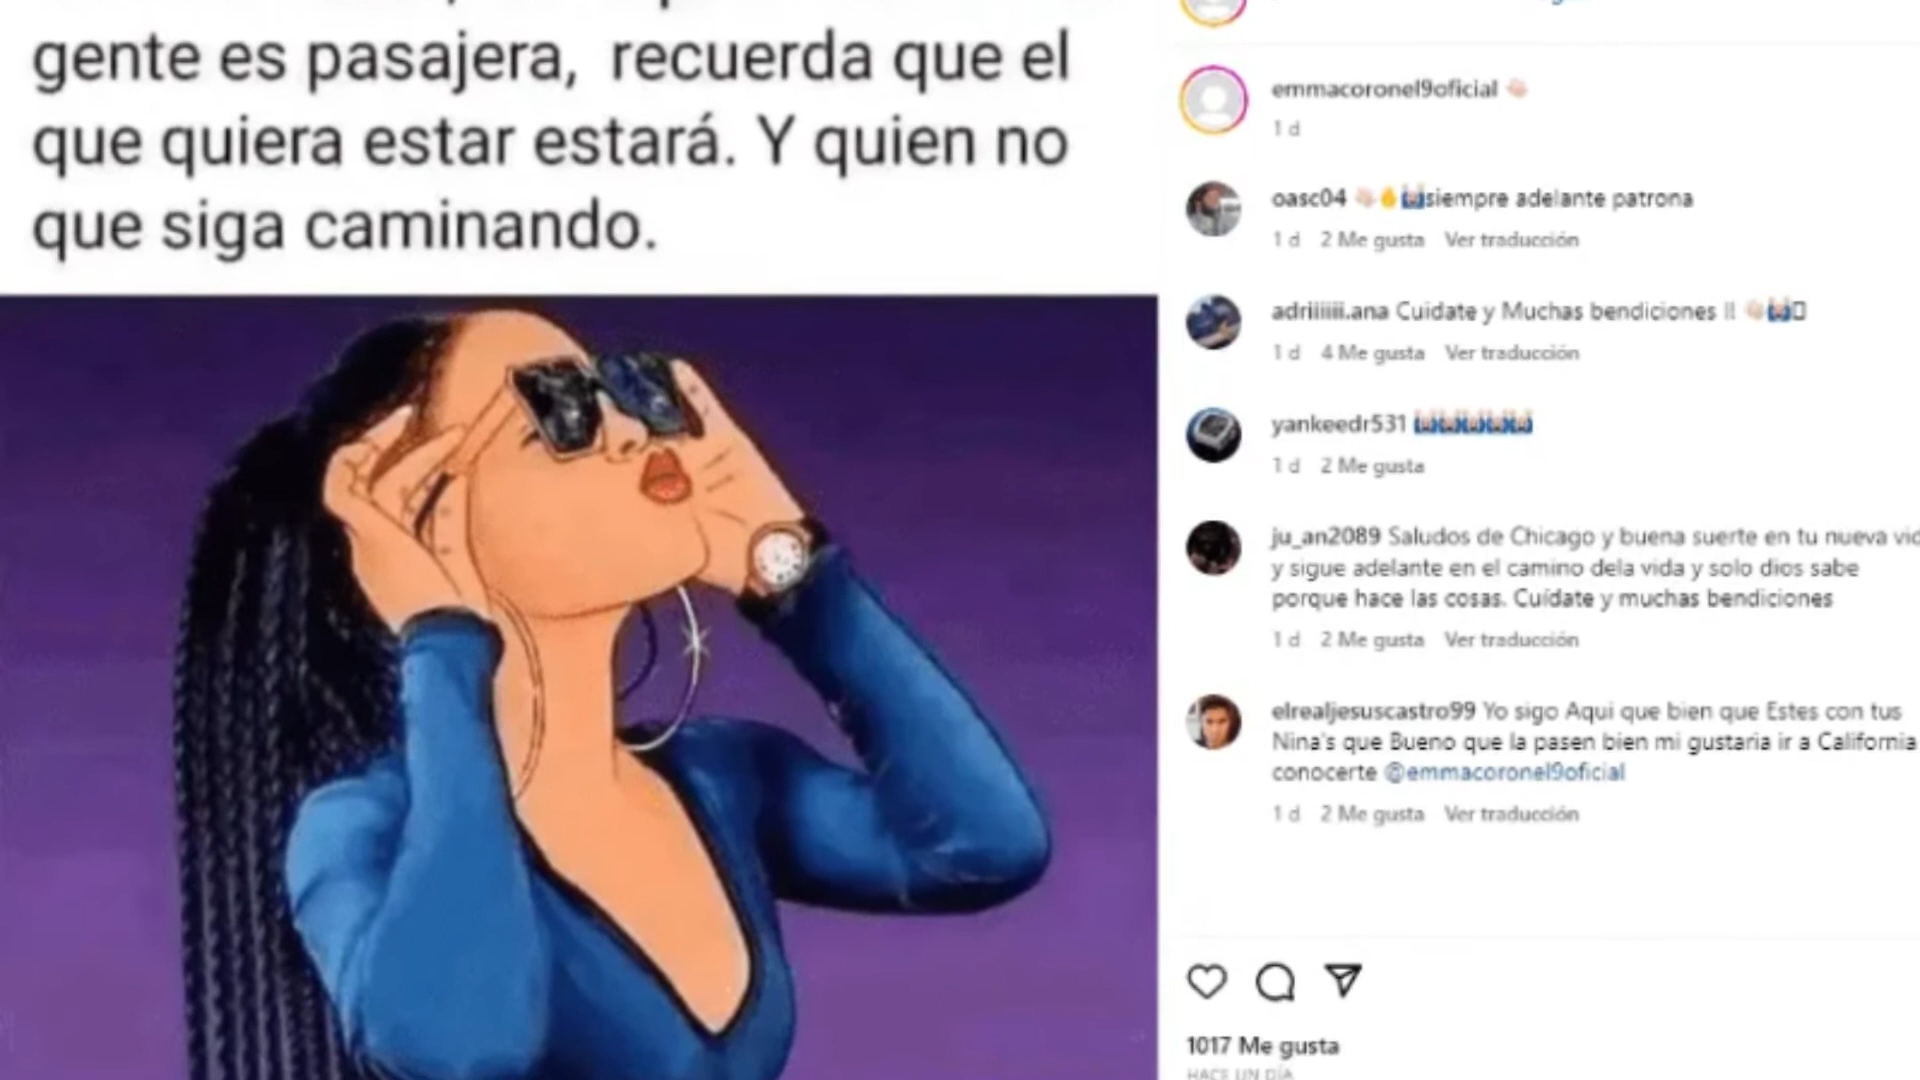 gente es pasajera, recuerda que el
que quiera estar estará. Y quien no
que siga caminando.
emmacoronel9oficial
1 d
oasc04 siempre adelante patrona
1 d 2 Me gusta Ver traducción
adriiiiii.ana Cuidate y Muchas bendiciones !!
1 d 4 Me gusta Ver traducción
yankeedr531
1 d 2 Me gusta
ju_an2089 Saludos de Chicago y buena suerte en tu nueva
y sigue adelante en el camino dela vida y solo dios sabe
porque hace las cosas. Cuídate y muchas bendiciones
1 d 2 Me gusta Ver traducción
elrealjesuscastro99 Yo sigo Aqui que bien que Estes con tus
Nina's que Bueno que la pasen bien mi gustaria ir a California
conocerte @emmacoronel9oficial
1 d 2 Me gusta Ver traducción
1017 Me gusta
HACE UN DÍA